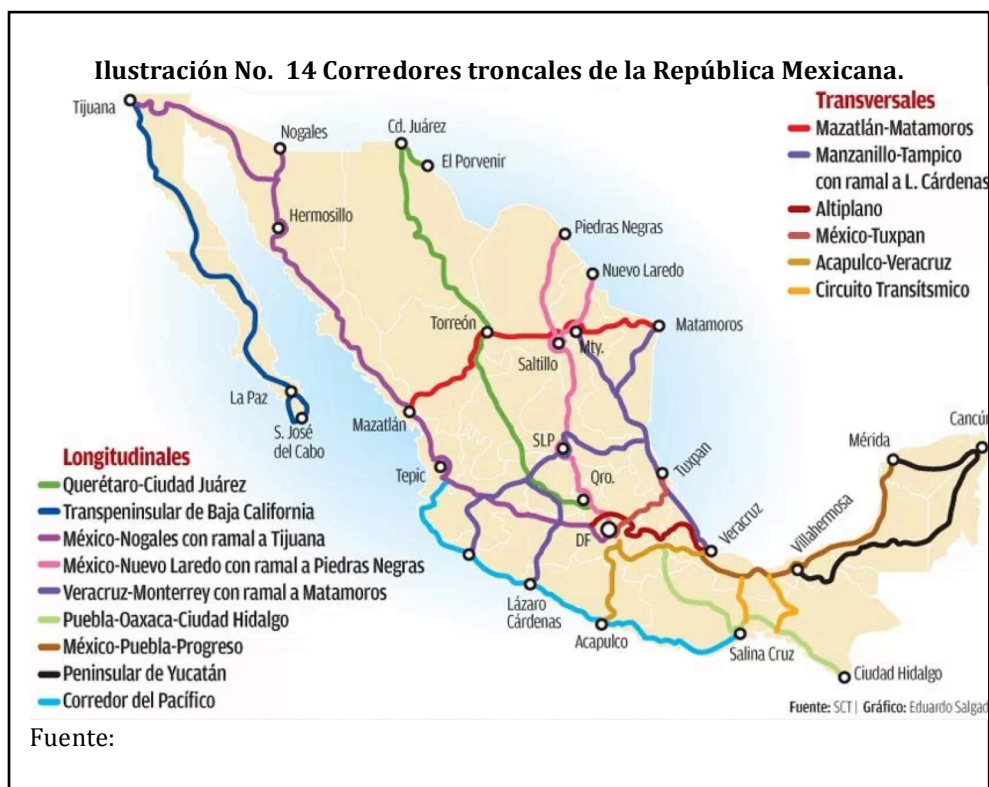 Ilustración No. 14 Corredores troncales de la República Mexicana.
Tijuana
Nogales
Cd. Juárez
El Porvenir
Hermosillo
Piedras Negras
Nuevo Laredo
Torreón
Saltillo
Mty.
Matamoros
La Paz
S. José
del Cabo
Mazatlán
Tepic
SLP
Qro.
Tuxpan
DF
Veracruz
Villahermosa
Mérida
Cancún
Lázaro
Cárdenas
Acapulco
Salina Cruz
Ciudad Hidalgo
Transversales
Mazatlán-Matamoros
Manzanillo-Tampico
con ramal a L. Cárdenas
Altiplano
México-Tuxpan
Acapulco-Veracruz
Circuito Transítsmico
Longitudinales
Querétaro-Ciudad Juárez
Transpeninsular de Baja California
México-Nogales con ramal a Tijuana
México-Nuevo Laredo con ramal a Piedras Negras
Veracruz-Monterrey con ramal a Matamoros
Puebla-Oaxaca-Ciudad Hidalgo
México-Puebla-Progreso
Peninsular de Yucatán
Corredor del Pacífico
Fuente: SCT | Gráfico: Eduardo Salgad
Fuente: